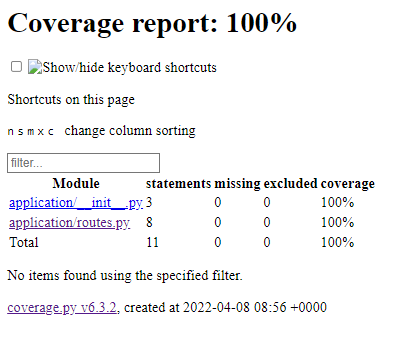 Coverage report: 100%
Show/hide keyboard shortcuts
Shortcuts on this page
n s m x c change column sorting
filter...
Module statements missing excluded coverage
application/__init__.py 3 0 0 100%
application/routes.py 8 0 0 100%
Total 11 0 0 100%
No items found using the specified filter.
coverage.py v6.3.2, created at 2022-04-08 08:56 +0000